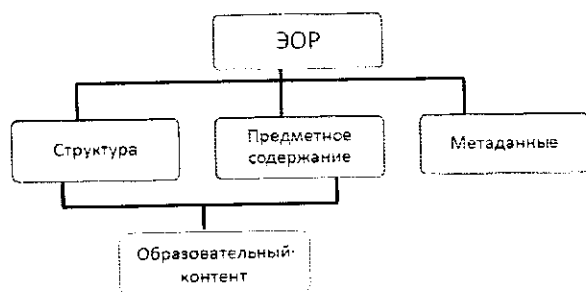 ЭОР
Структура
Предметное
содержание
Метаданные
Образовательный
контент